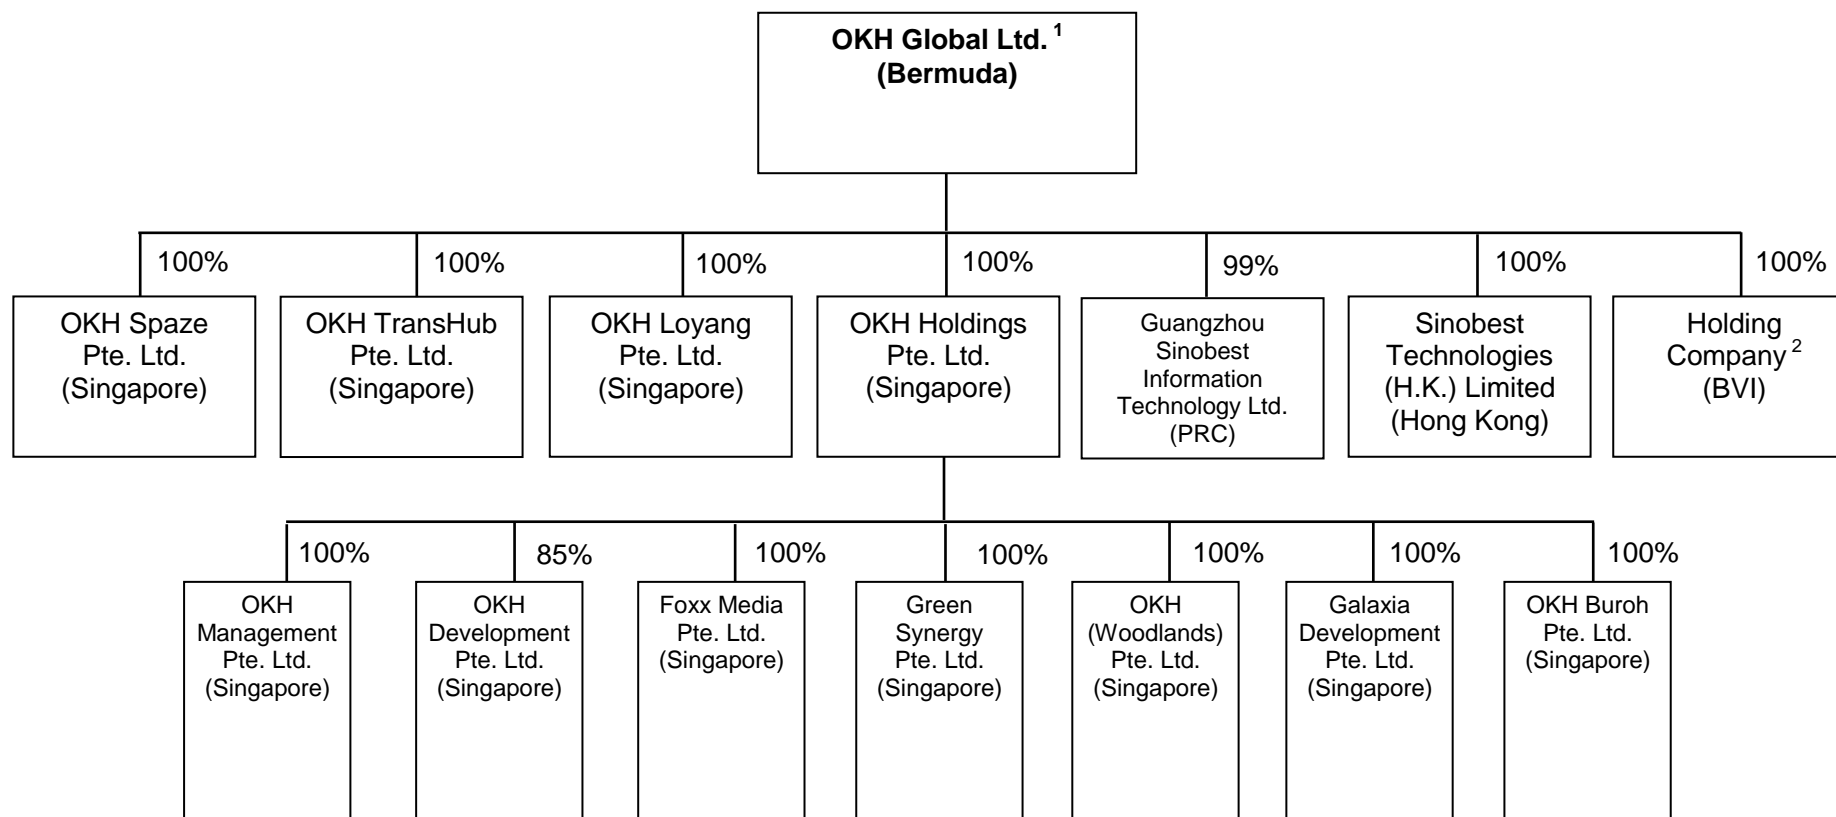 OKH Global Ltd. 1
(Bermuda)
100%
100%
100%
100%
99%
100%
100%
OKH Spaze
Pte. Ltd.
(Singapore)
OKH TransHub
Pte. Ltd.
(Singapore)
OKH Loyang
Pte. Ltd.
(Singapore)
OKH Holdings
Pte. Ltd.
(Singapore)
Guangzhou
Sinobest
Information
Technology Ltd.
(PRC)
Sinobest
Technologies
(H.K.) Limited
(Hong Kong)
Holding
Company 2
(BVI)
100%
85%
100%
100%
100%
100%
100%
OKH
Management
Pte. Ltd.
(Singapore)
OKH
Development
Pte. Ltd.
(Singapore)
Foxx Media
Pte. Ltd.
(Singapore)
Green
Synergy
Pte. Ltd.
(Singapore)
OKH
(Woodlands)
Pte. Ltd.
(Singapore)
Galaxia
Development
Pte. Ltd.
(Singapore)
OKH Buroh
Pte. Ltd.
(Singapore)